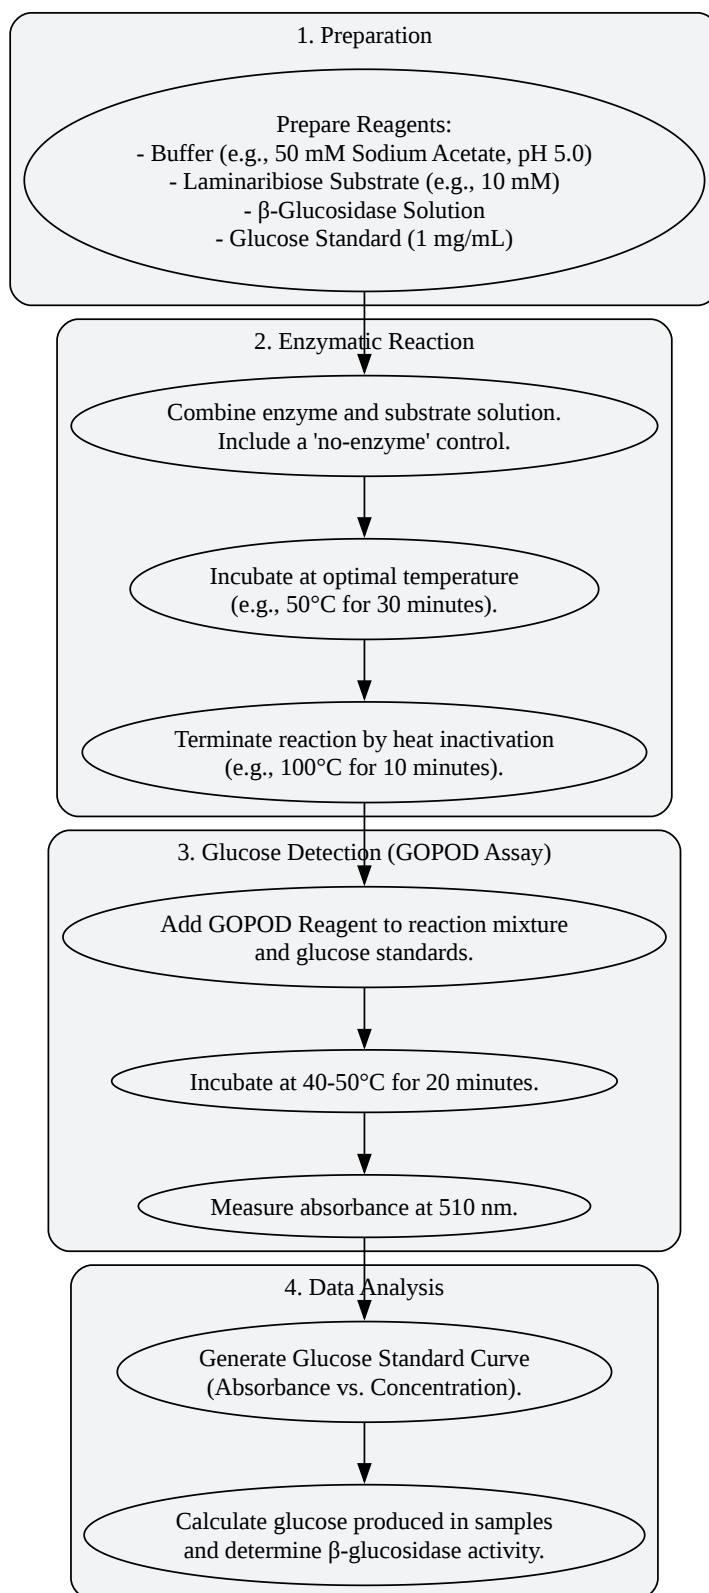 1. Preparation
Prepare Reagents:
- Buffer (e.g., 50 mM Sodium Acetate, pH 5.0)
- Laminaribiose Substrate (e.g., 10 mM)
- β-Glucosidase Solution
- Glucose Standard (1 mg/mL)
2. Enzymatic Reaction
Combine enzyme and substrate solution.
Include a 'no-enzyme' control.
Incubate at optimal temperature
(e.g., 50°C for 30 minutes).
Terminate reaction by heat inactivation
(e.g., 100°C for 10 minutes).
3. Glucose Detection (GOPOD Assay)
Add GOPOD Reagent to reaction mixture
and glucose standards.
Incubate at 40-50°C for 20 minutes.
Measure absorbance at 510 nm.
4. Data Analysis
Generate Glucose Standard Curve
(Absorbance vs. Concentration).
Calculate glucose produced in samples
and determine β-glucosidase activity.